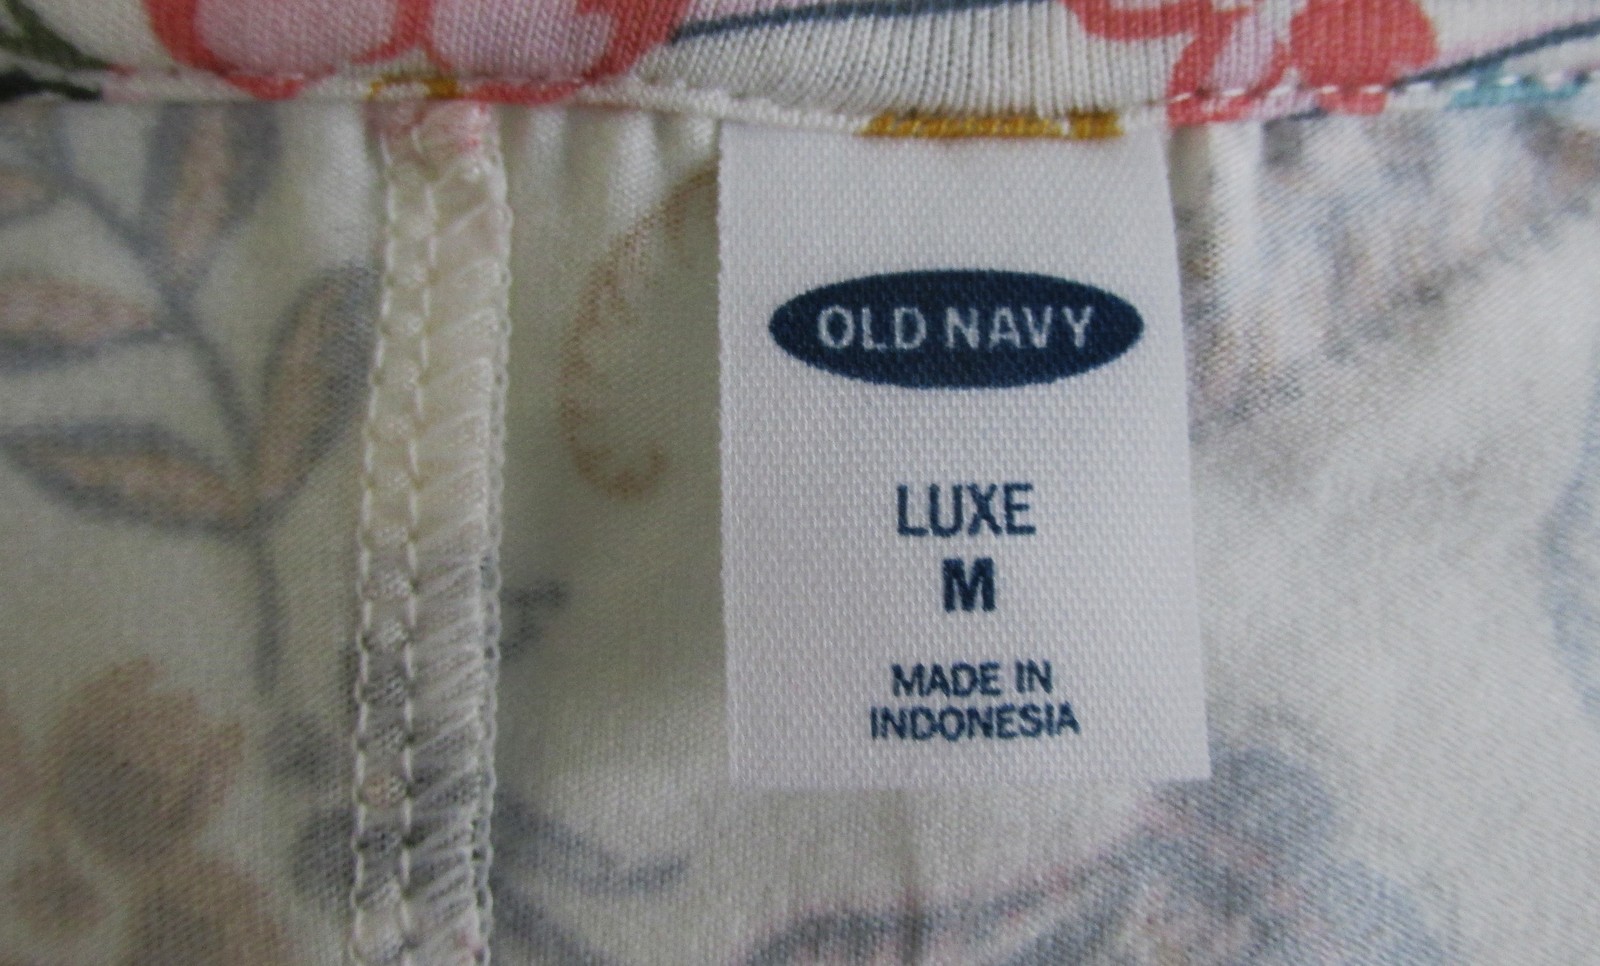 OLD NAVY
LUXE
M
MADE IN
INDONESIA